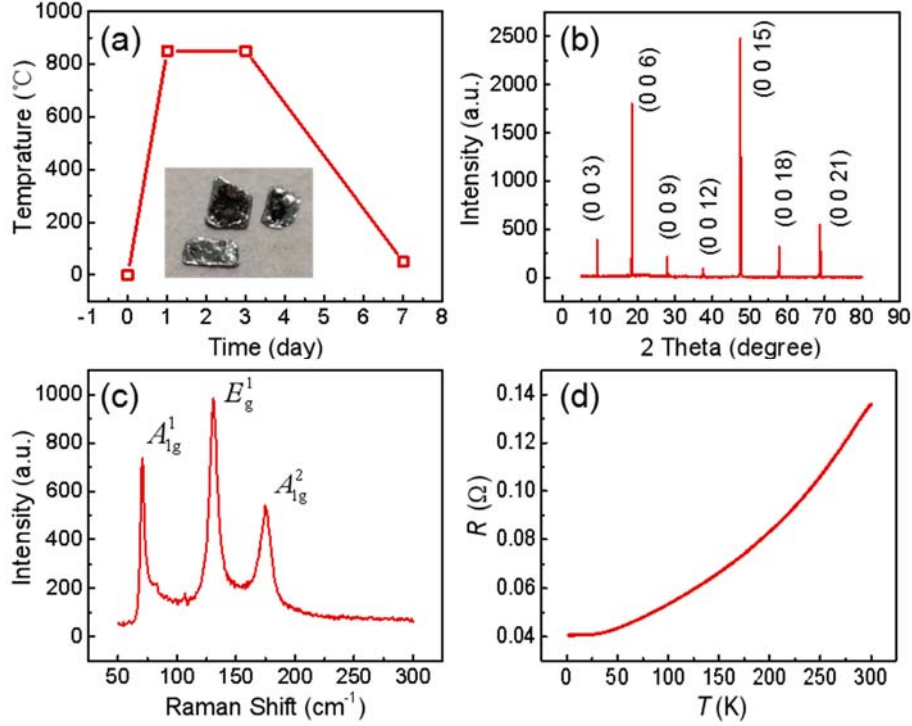 (a)
Temprature (℃)
1000
800
600
400
200
0
-1 0 1 2 3 4 5 6 7 8
Time (day)
(b)
Intensity (a.u.)
2500
2000
1500
1000
500
0
(0 0 3)
(0 0 6)
(0 0 9)
(0 0 12)
(0 0 15)
(0 0 18)
(0 0 21)
0 10 20 30 40 50 60 70 80 90
2 Theta (degree)
(c)
Intensity (a.u.)
1000
800
600
400
200
0
A¹₁g
E¹g
A²₁g
50 100 150 200 250 300
Raman Shift (cm⁻¹)
(d)
R (Ω)
0.14
0.12
0.10
0.08
0.06
0.04
0 50 100 150 200 250 300
T (K)